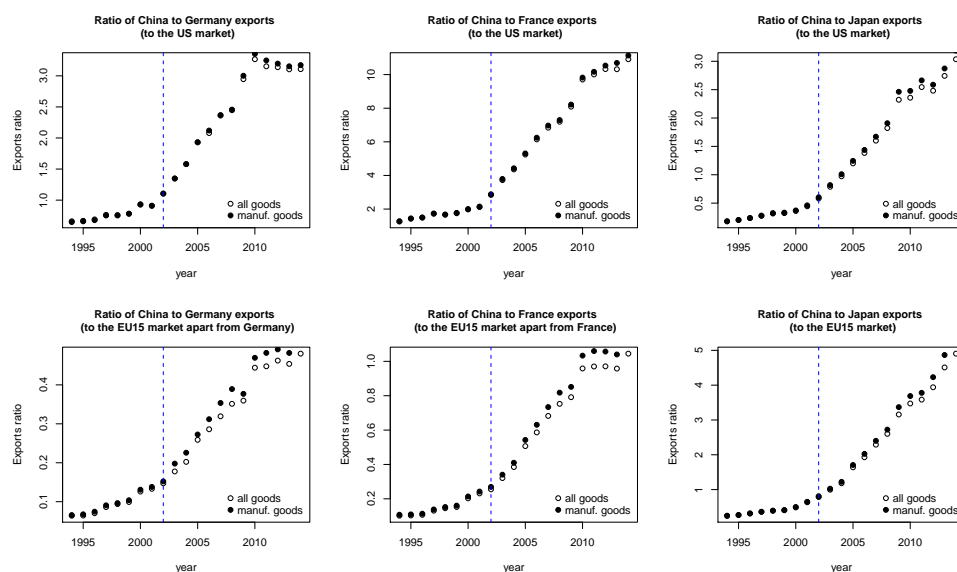 Ratio of China to Germany exports
(to the US market)
Exports ratio
3.0
2.5
2.0
1.5
1.0
all goods
manuf. goods
1995 2000 2005 2010
year
Ratio of China to France exports
(to the US market)
Exports ratio
10
8
6
4
2
all goods
manuf. goods
1995 2000 2005 2010
year
Ratio of China to Japan exports
(to the US market)
Exports ratio
3.0
2.5
2.0
1.5
0.5
all goods
manuf. goods
1995 2000 2005 2010
year
Ratio of China to Germany exports
(to the EU15 market apart from Germany)
Exports ratio
0.4
0.3
0.2
0.1
all goods
manuf. goods
1995 2000 2005 2010
year
Ratio of China to France exports
(to the EU15 market apart from France)
Exports ratio
1.0
0.8
0.6
0.4
0.2
all goods
manuf. goods
1995 2000 2005 2010
year
Ratio of China to Japan exports
(to the EU15 market)
Exports ratio
5
4
3
2
1
all goods
manuf. goods
1995 2000 2005 2010
year